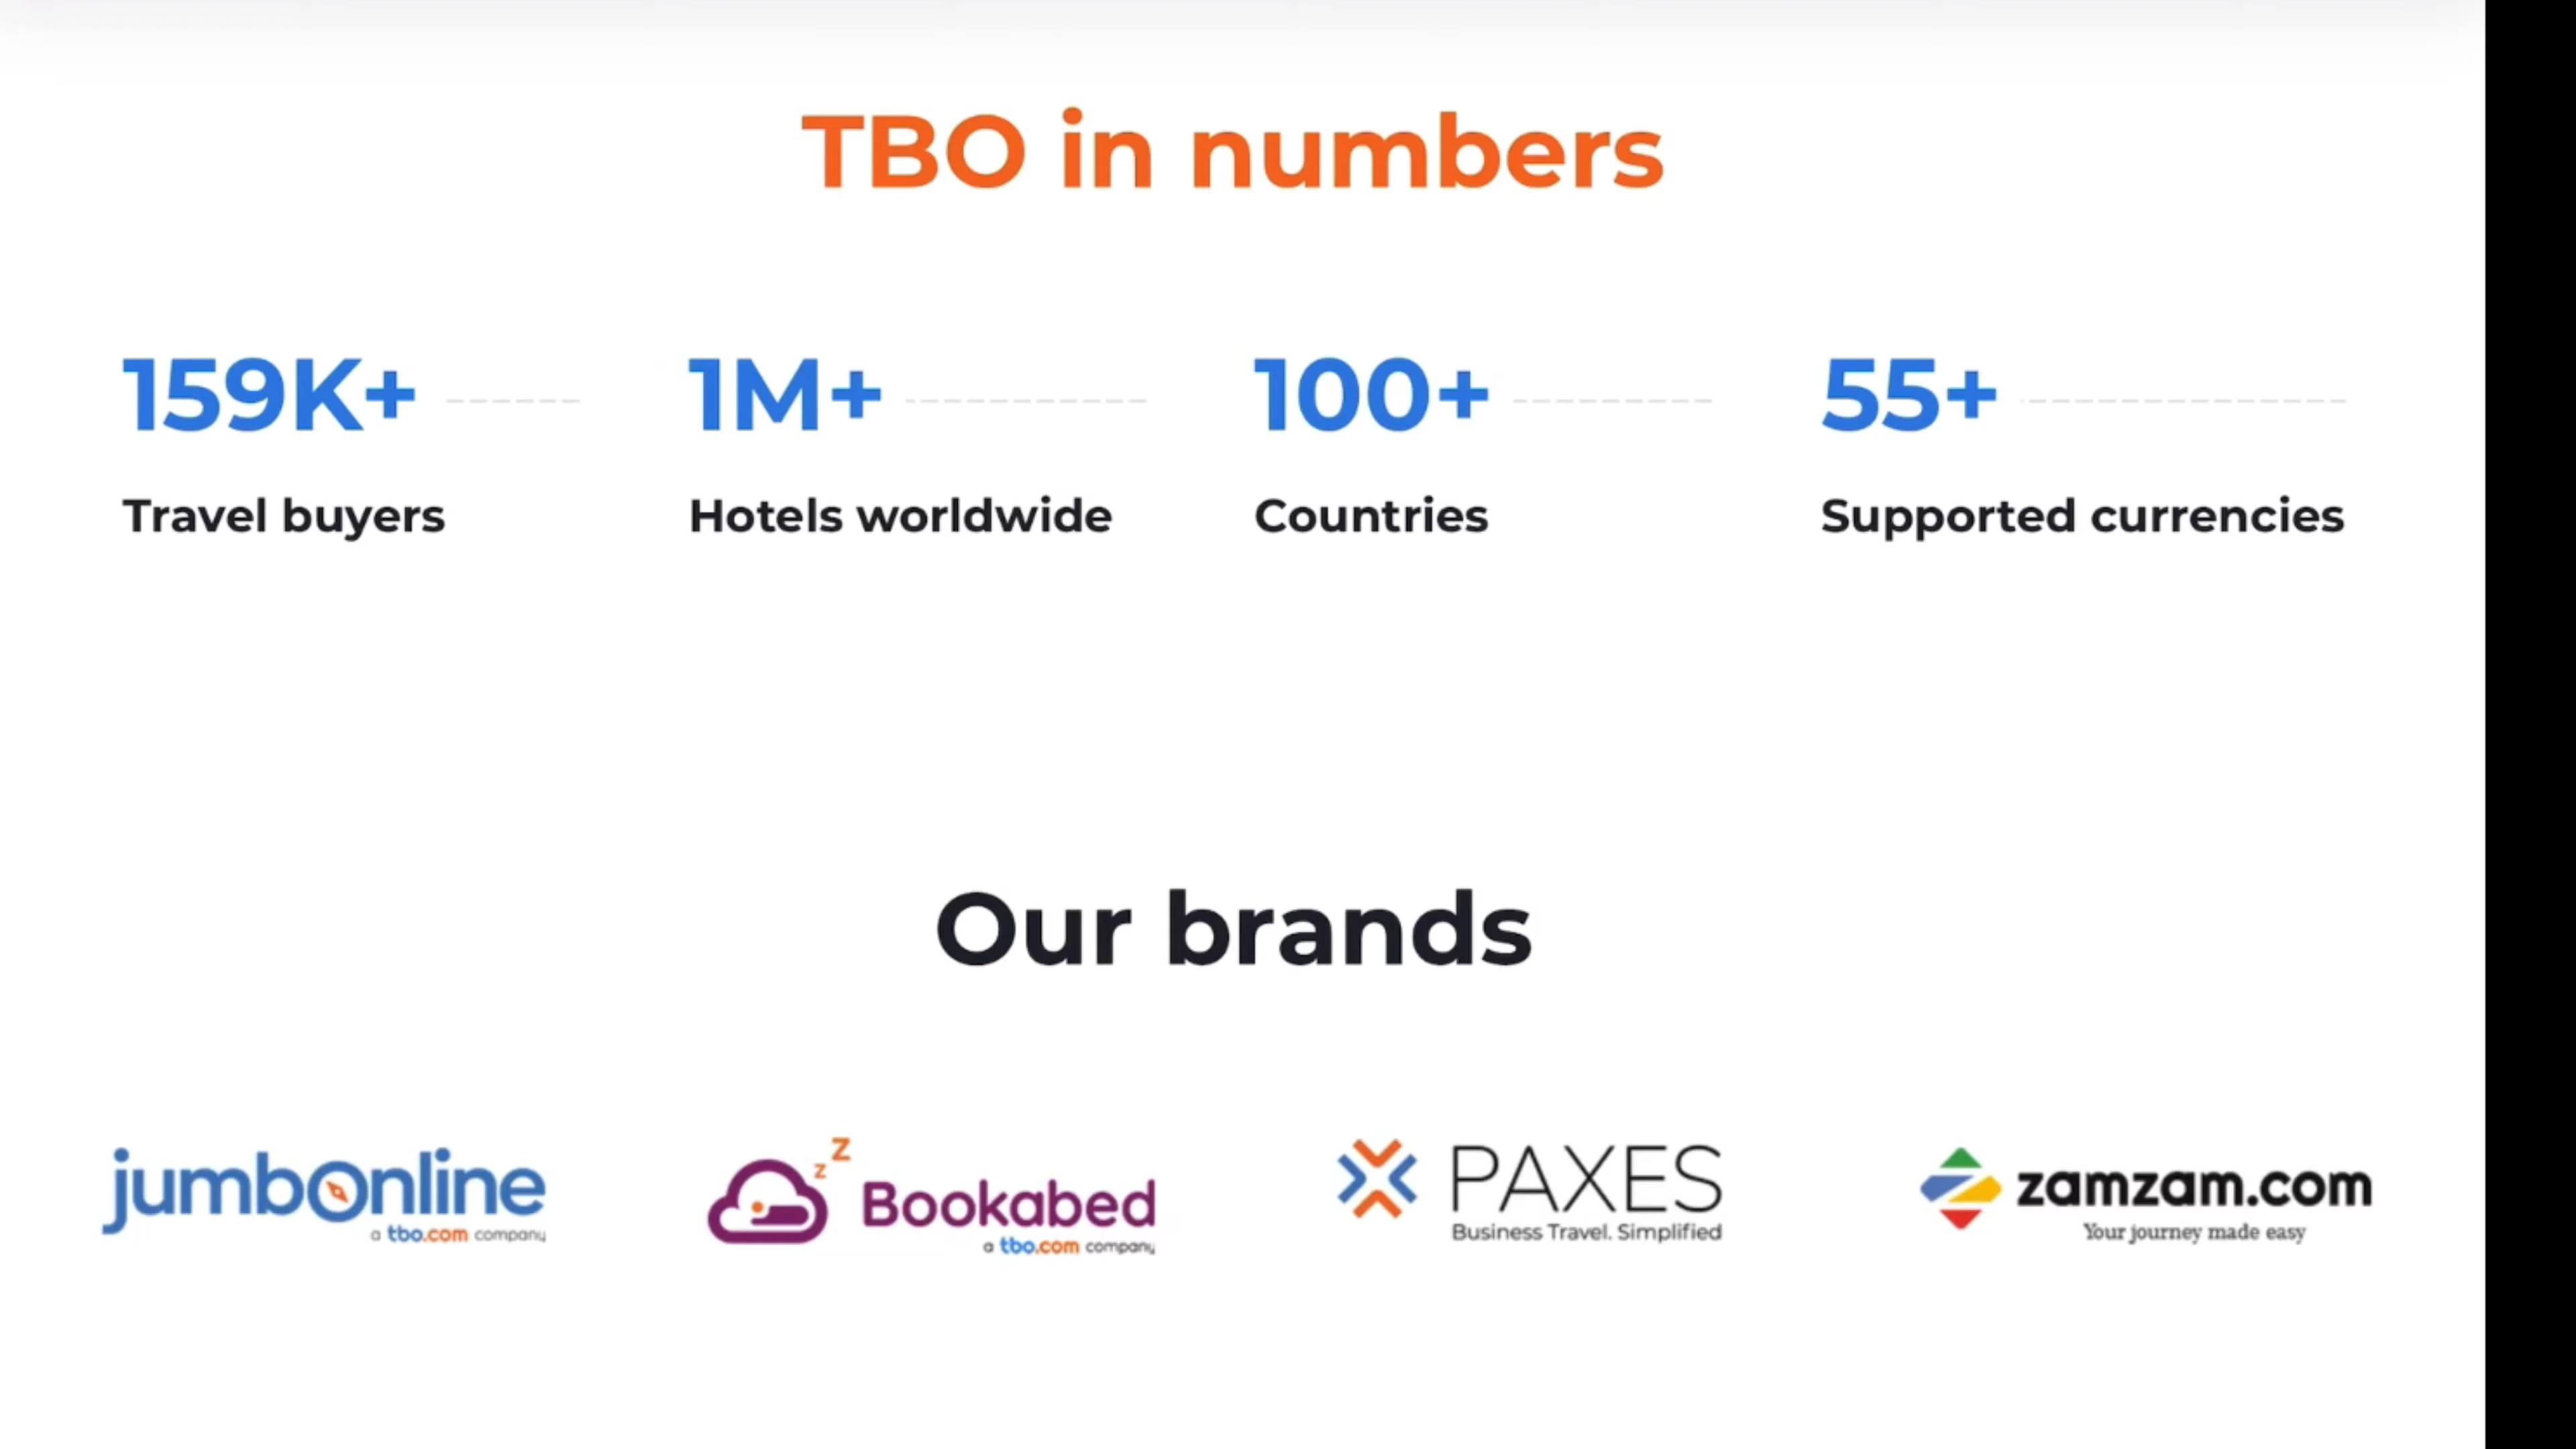 TBO in numbers
159K+
Travel buyers
1M+
Hotels worldwide
100+
Countries
55+
Supported currencies
Our brands
jumbonline
a tbo.com company
z z
Bookabed
a tbo.com company
PAXES
Business Travel. Simplified
zamzam.com
Your journey made easy